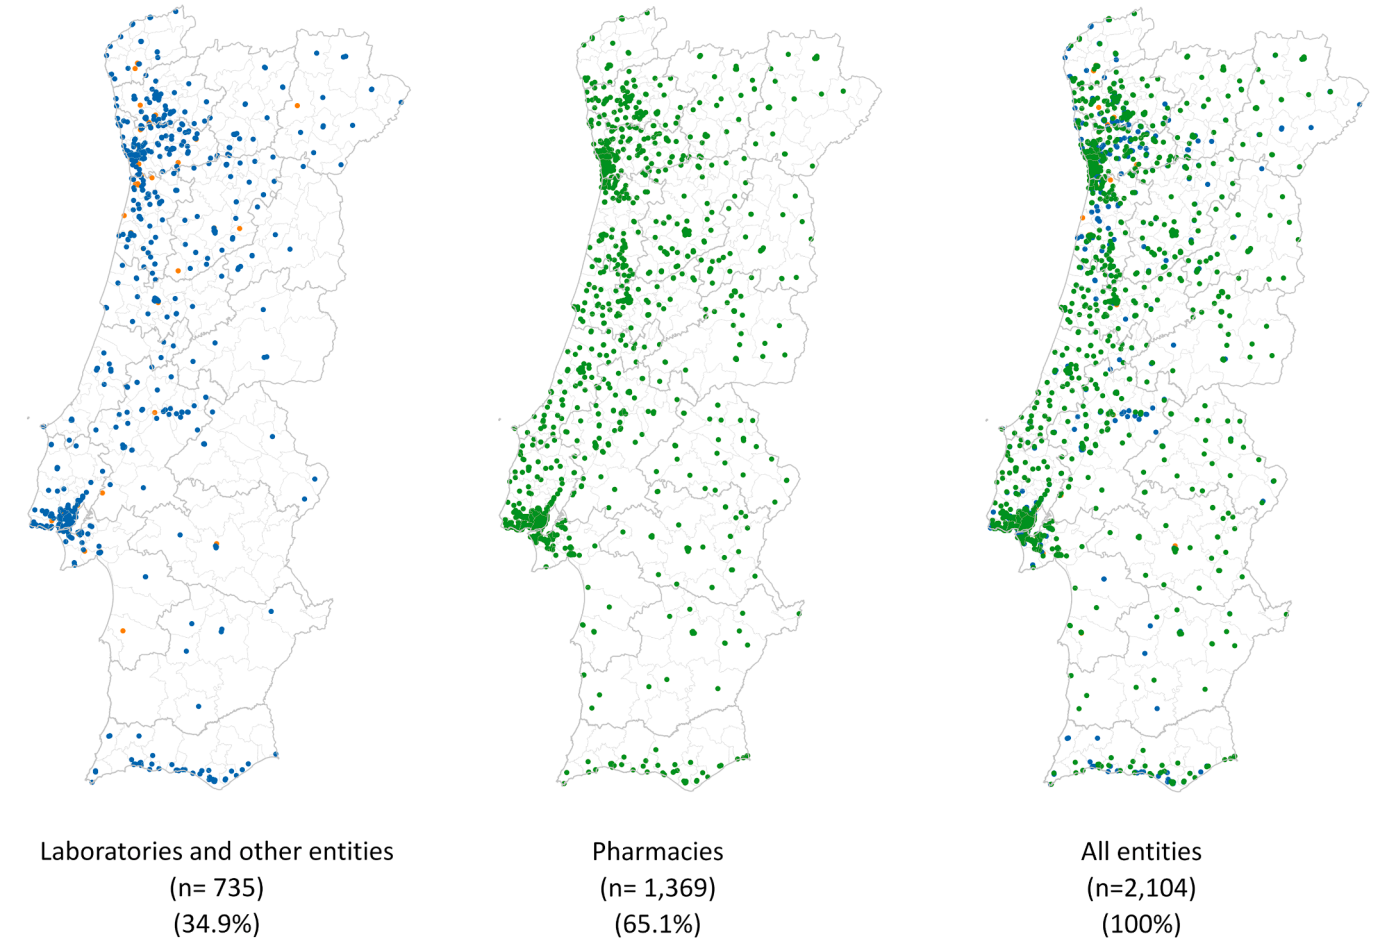 Laboratories and other entities
(n= 735)
(34.9%)
Pharmacies
(n= 1,369)
(65.1%)
All entities
(n=2,104)
(100%)